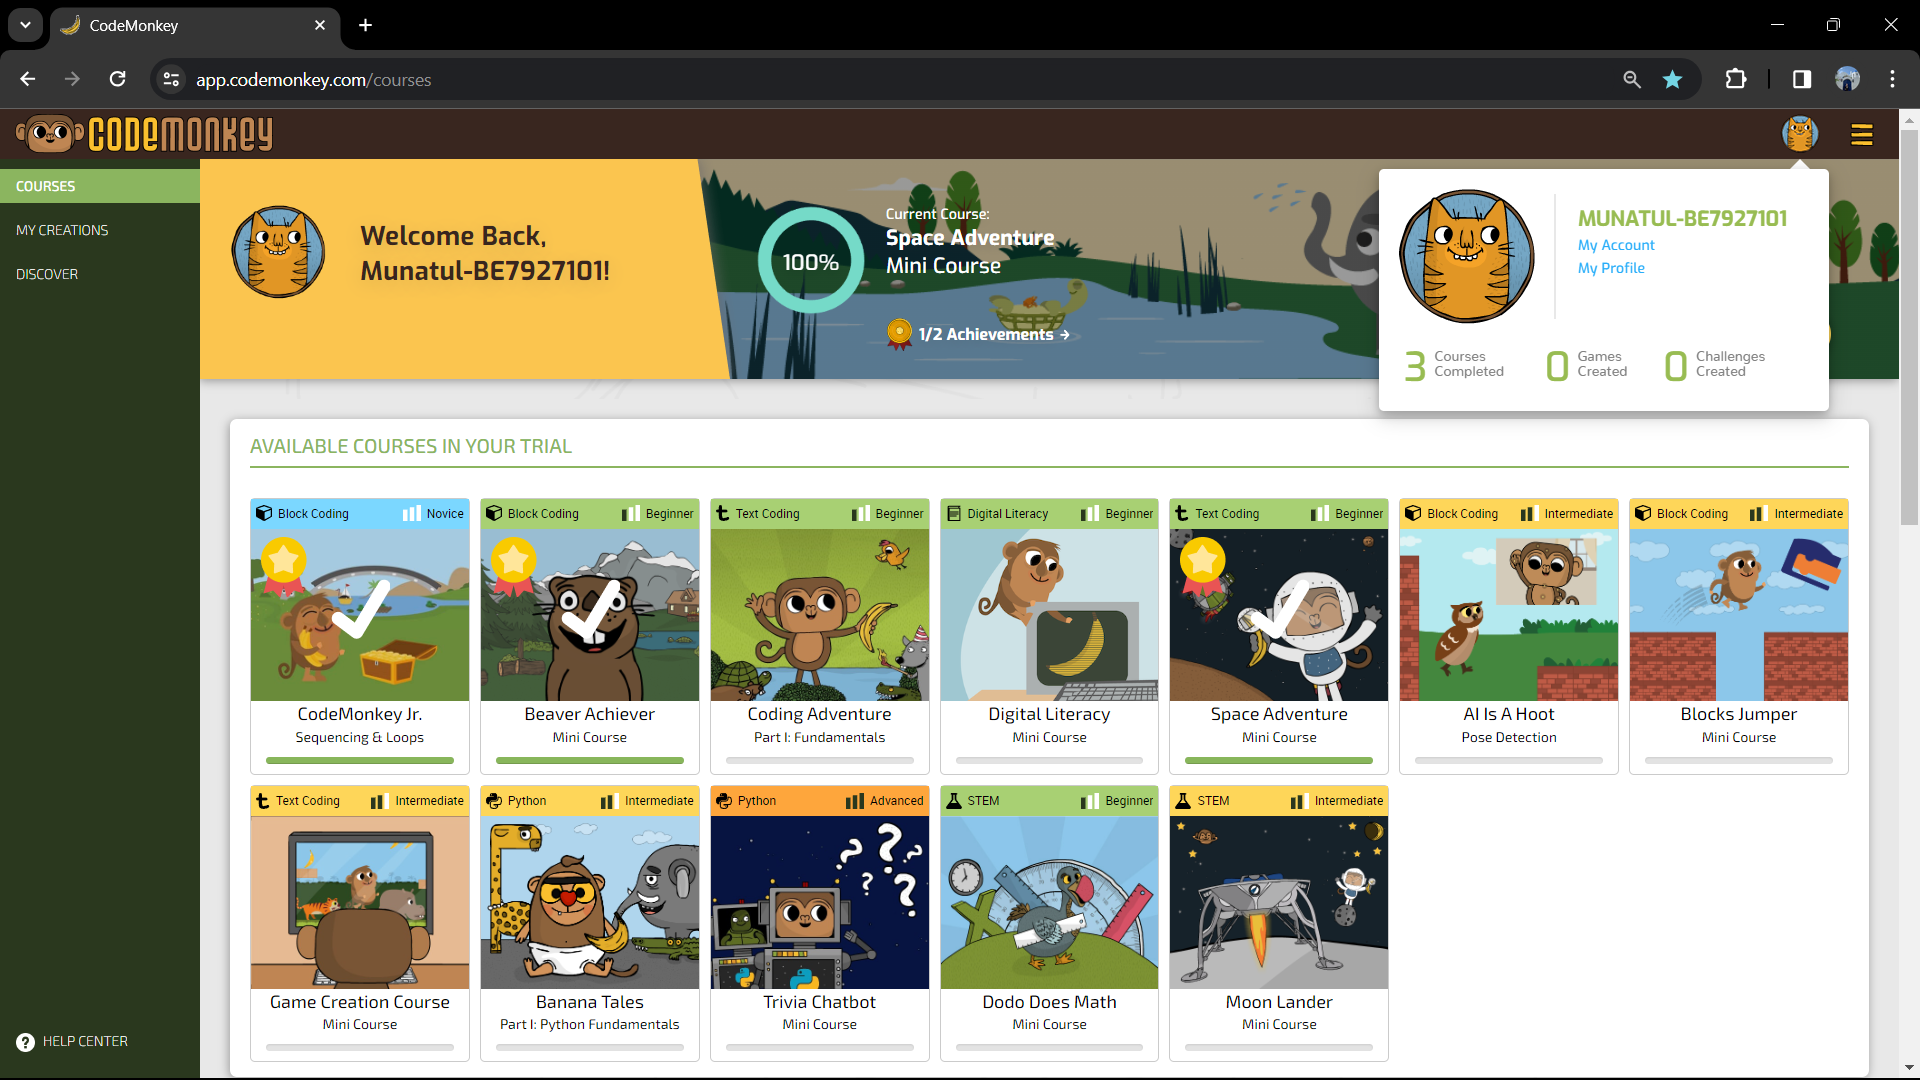 CodeMonkey
app.codemonkey.com/courses
CODEMONKEY
COURSES
MY CREATIONS
DISCOVER
HELP CENTER
Welcome Back,
Munatul-BE7927101!
100%
Current Course:
Space Adventure
Mini Course
1/2 Achievements →
MUNATUL-BE7927101
My Account
My Profile
3 Courses Completed
0 Games Created
0 Challenges Created
AVAILABLE COURSES IN YOUR TRIAL
Block Coding Novice
CodeMonkey Jr.
Sequencing & Loops
Block Coding Beginner
Beaver Achiever
Mini Course
Text Coding Beginner
Coding Adventure
Part I: Fundamentals
Digital Literacy Beginner
Digital Literacy
Mini Course
Text Coding Beginner
Space Adventure
Mini Course
Block Coding Intermediate
AI Is A Hoot
Pose Detection
Block Coding Intermediate
Blocks Jumper
Mini Course
Text Coding Intermediate
Game Creation Course
Mini Course
Python Intermediate
Banana Tales
Part I: Python Fundamentals
Python Advanced
? ? ? ?
Trivia Chatbot
Mini Course
STEM Beginner
Dodo Does Math
Mini Course
STEM Intermediate
Moon Lander
Mini Course